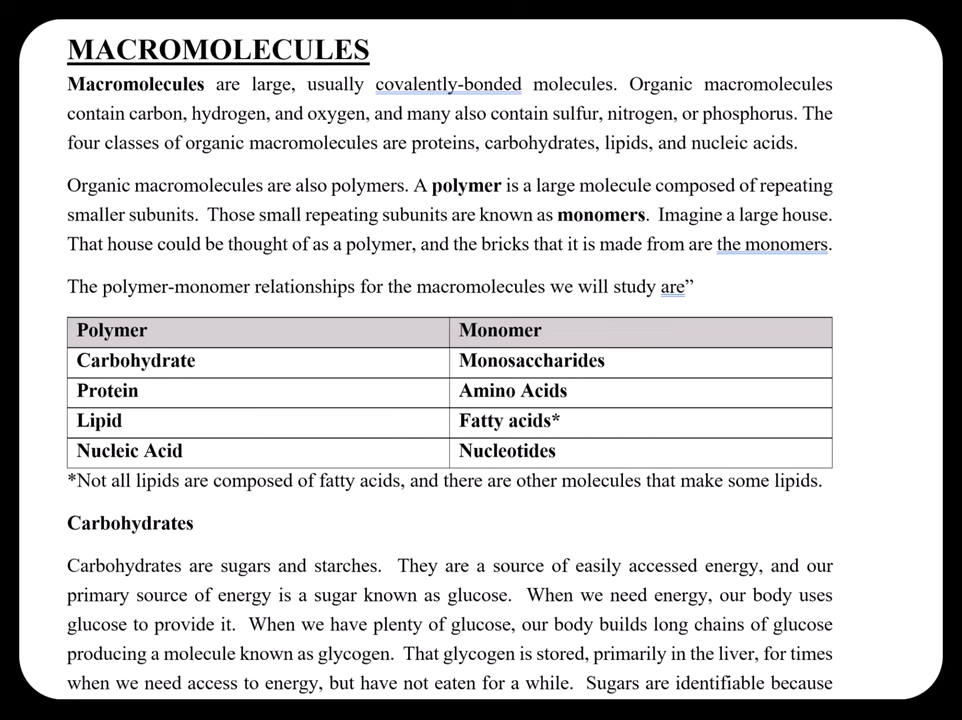 MACROMOLECULES
Macromolecules are large, usually covalently-bonded molecules. Organic macromolecules
contain carbon, hydrogen, and oxygen, and many also contain sulfur, nitrogen, or phosphorus. The
four classes of organic macromolecules are proteins, carbohydrates, lipids, and nucleic acids.
Organic macromolecules are also polymers. A polymer is a large molecule composed of repeating
smaller subunits. Those small repeating subunits are known as monomers. Imagine a large house.
That house could be thought of as a polymer, and the bricks that it is made from are the monomers.
The polymer-monomer relationships for the macromolecules we will study are”
Polymer Monomer
Carbohydrate Monosaccharides
Protein Amino Acids
Lipid Fatty acids*
Nucleic Acid Nucleotides
*Not all lipids are composed of fatty acids, and there are other molecules that make some lipids.
Carbohydrates
Carbohydrates are sugars and starches. They are a source of easily accessed energy, and our
primary source of energy is a sugar known as glucose. When we need energy, our body uses
glucose to provide it. When we have plenty of glucose, our body builds long chains of glucose
producing a molecule known as glycogen. That glycogen is stored, primarily in the liver, for times
when we need access to energy, but have not eaten for a while. Sugars are identifiable because